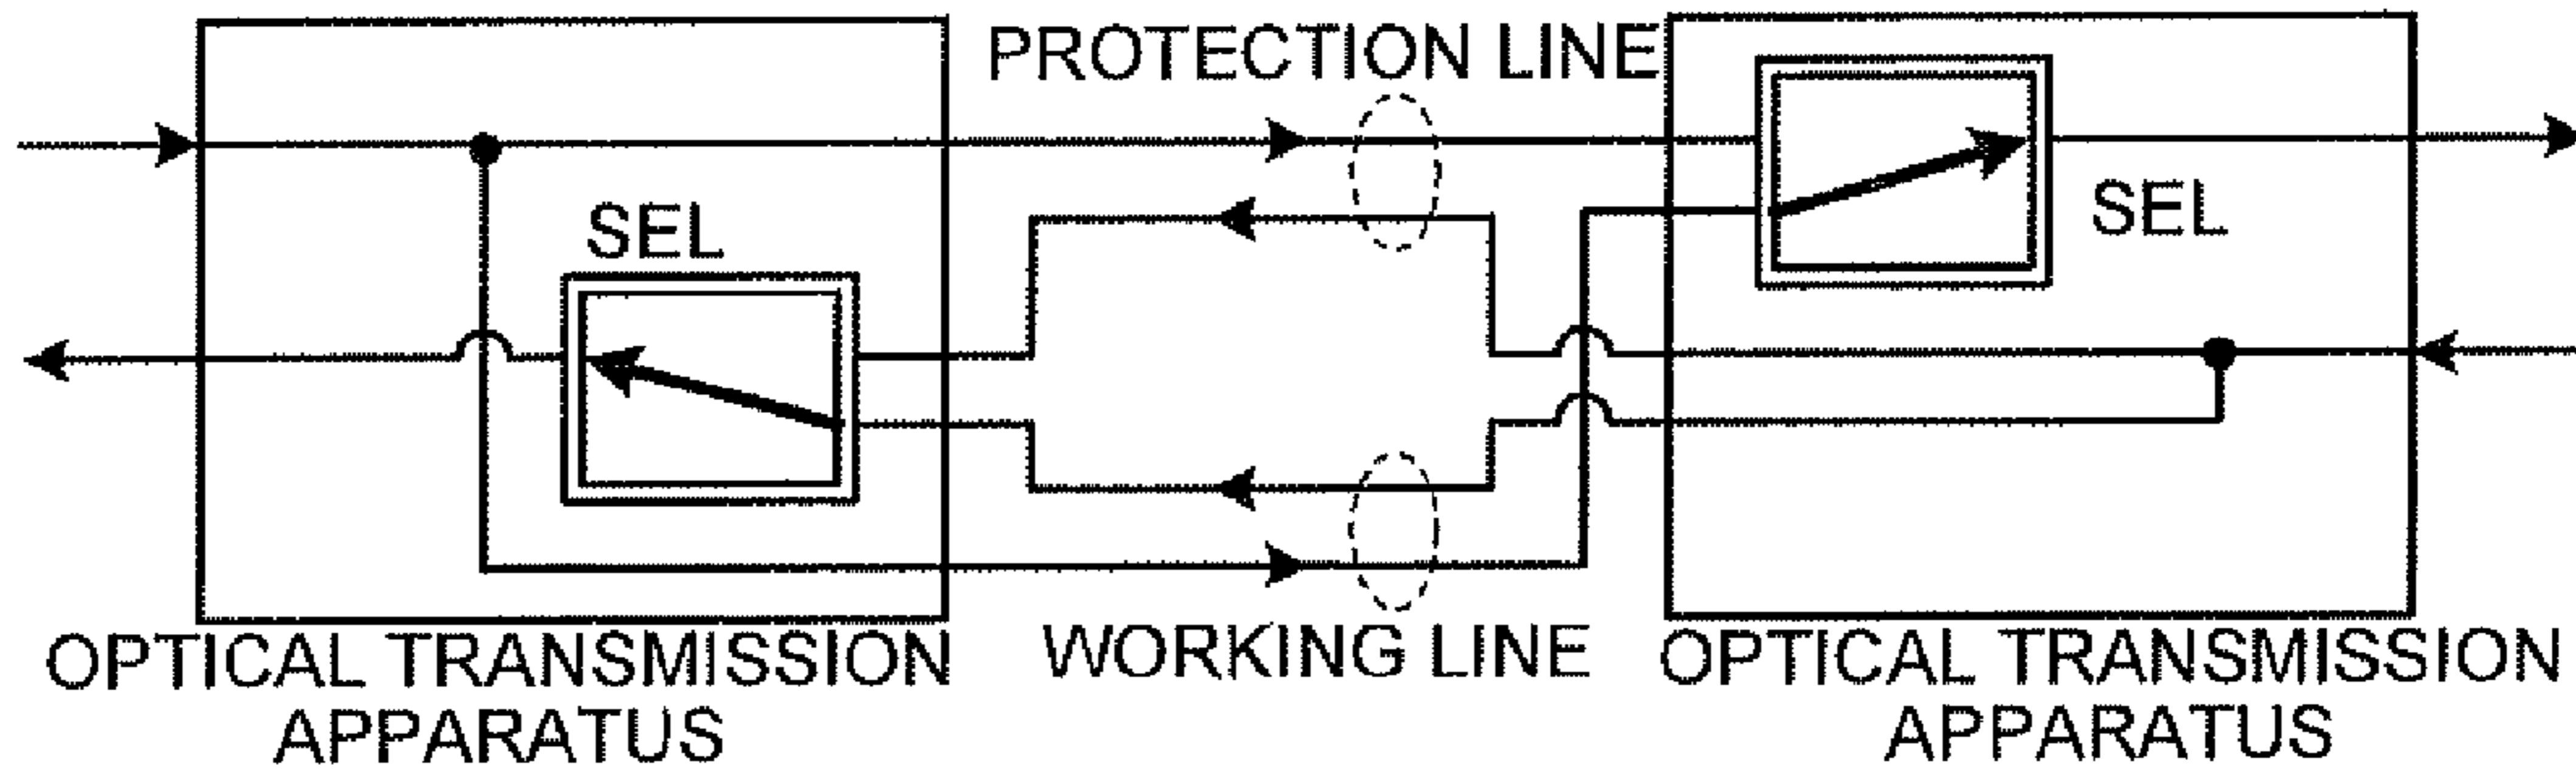 PROTECTION LINE
SEL
SEL
OPTICAL TRANSMISSION
APPARATUS
WORKING LINE
OPTICAL TRANSMISSION
APPARATUS